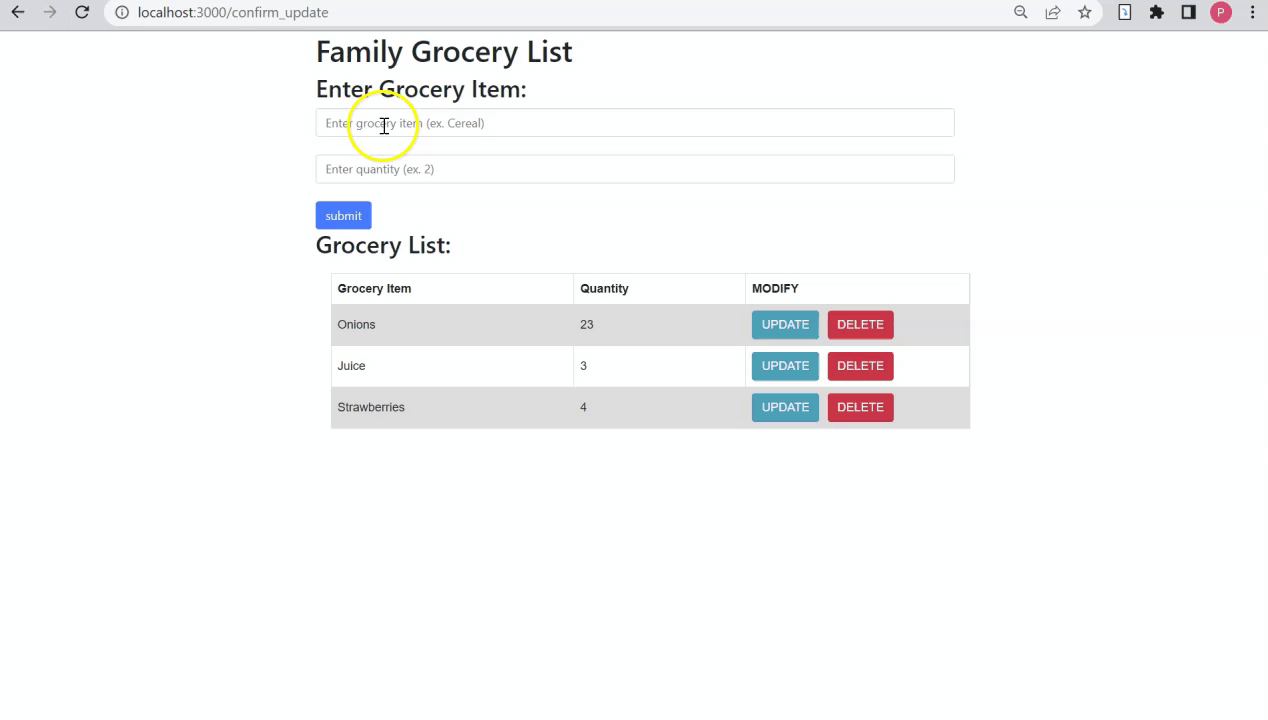 localhost:3000/confirm_update
P
Family Grocery List
Enter Grocery Item:
Enter grocery item (ex. Cereal)
Enter quantity (ex. 2)
submit
Grocery List:
Grocery Item Quantity MODIFY
Onions 23 UPDATE DELETE
Juice 3 UPDATE DELETE
Strawberries 4 UPDATE DELETE